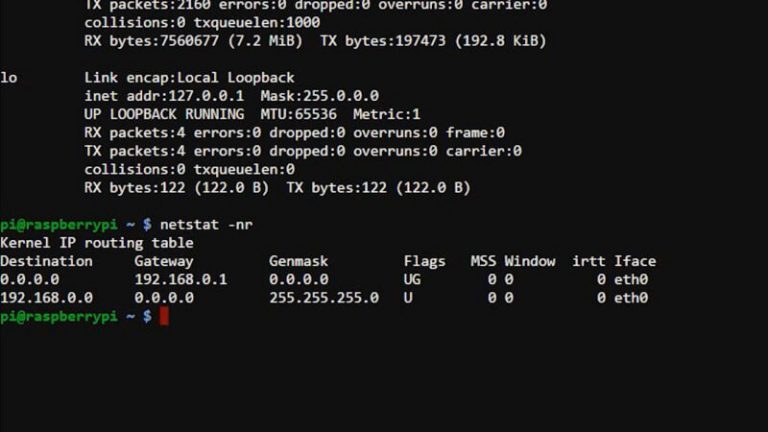 TX packets:2160 errors:0 dropped:0 overruns:0 carrier:0
collisions:0 txqueuelen:1000
RX bytes:7560677 (7.2 MiB)  TX bytes:197473 (192.8 KiB)
lo        Link encap:Local Loopback
inet addr:127.0.0.1  Mask:255.0.0.0
UP LOOPBACK RUNNING  MTU:65536  Metric:1
RX packets:4 errors:0 dropped:0 overruns:0 frame:0
TX packets:4 errors:0 dropped:0 overruns:0 carrier:0
collisions:0 txqueuelen:0
RX bytes:122 (122.0 B)  TX bytes:122 (122.0 B)
pi@raspberrypi ~ $ netstat -nr
Kernel IP routing table
Destination     Gateway         Genmask         Flags   MSS Window  irtt Iface
0.0.0.0         192.168.0.1     0.0.0.0         UG        0 0          0 eth0
192.168.0.0     0.0.0.0         255.255.255.0   U         0 0          0 eth0
pi@raspberrypi ~ $